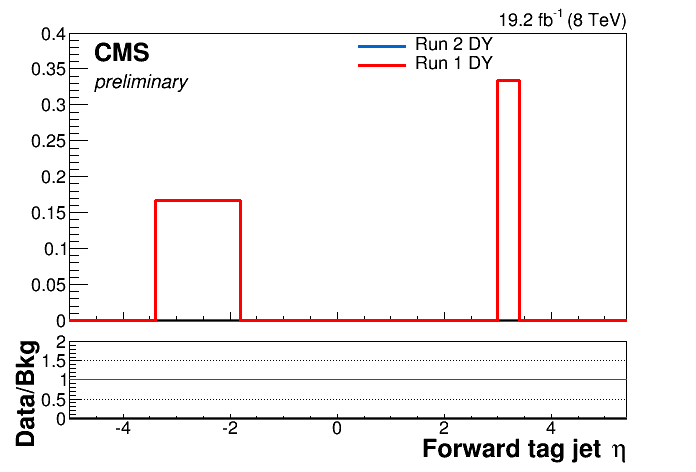 19.2 fb⁻¹ (8 TeV)
CMS
preliminary
Run 2 DY
Run 1 DY
0.4
0.35
0.3
0.25
0.2
0.15
0.1
0.05
0
Data/Bkg
2
1.5
1
0.5
0
-4 -2 0 2 4
Forward tag jet η